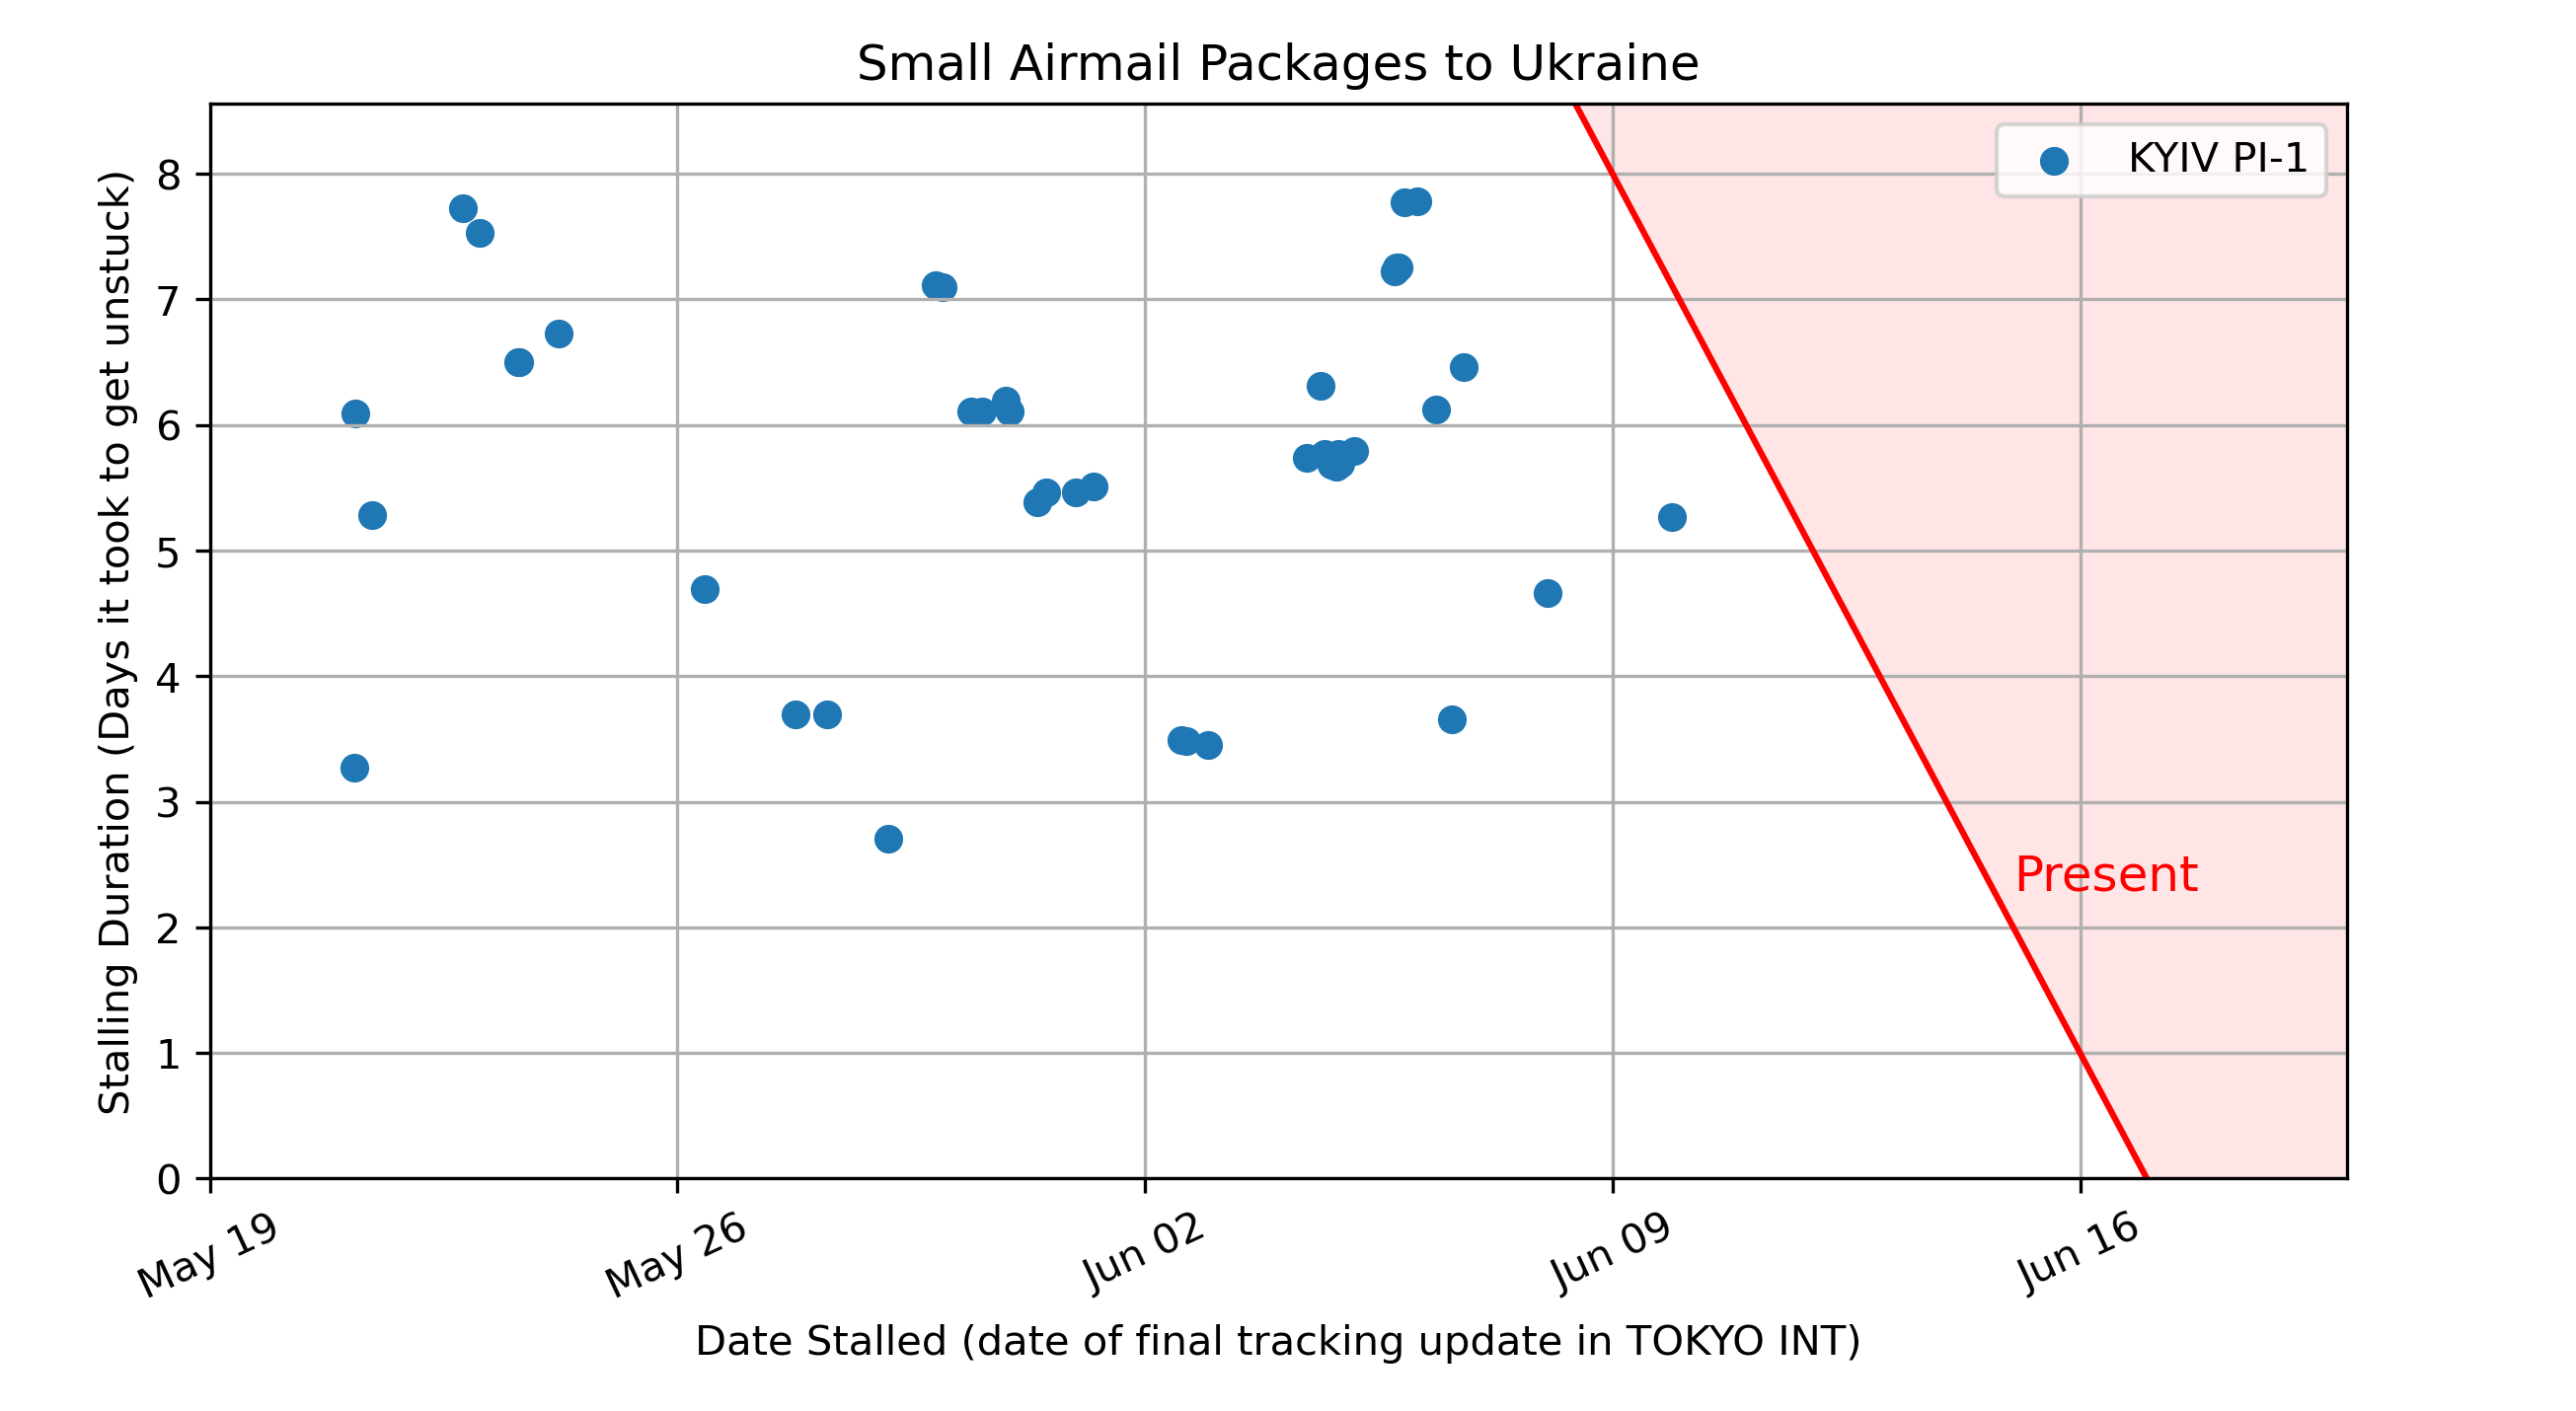 Small Airmail Packages to Ukraine
KYIV PI-1
Stalling Duration (Days it took to get unstuck)
8
7
6
5
4
3
2
1
0
Present
May 19
May 26
Jun 02
Jun 09
Jun 16
Date Stalled (date of final tracking update in TOKYO INT)